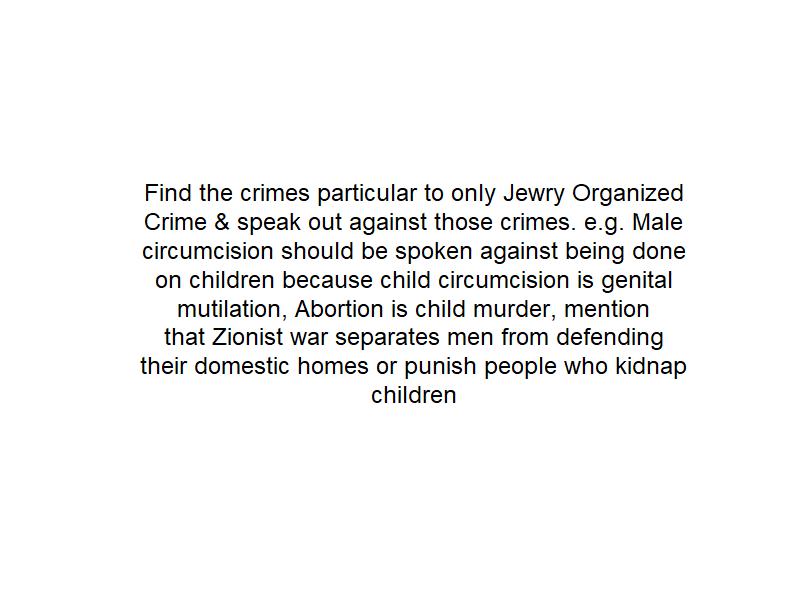 Find the crimes particular to only Jewry Organized
Crime & speak out against those crimes. e.g. Male
circumcision should be spoken against being done
on children because child circumcision is genital
mutilation, Abortion is child murder, mention
that Zionist war separates men from defending
their domestic homes or punish people who kidnap
children